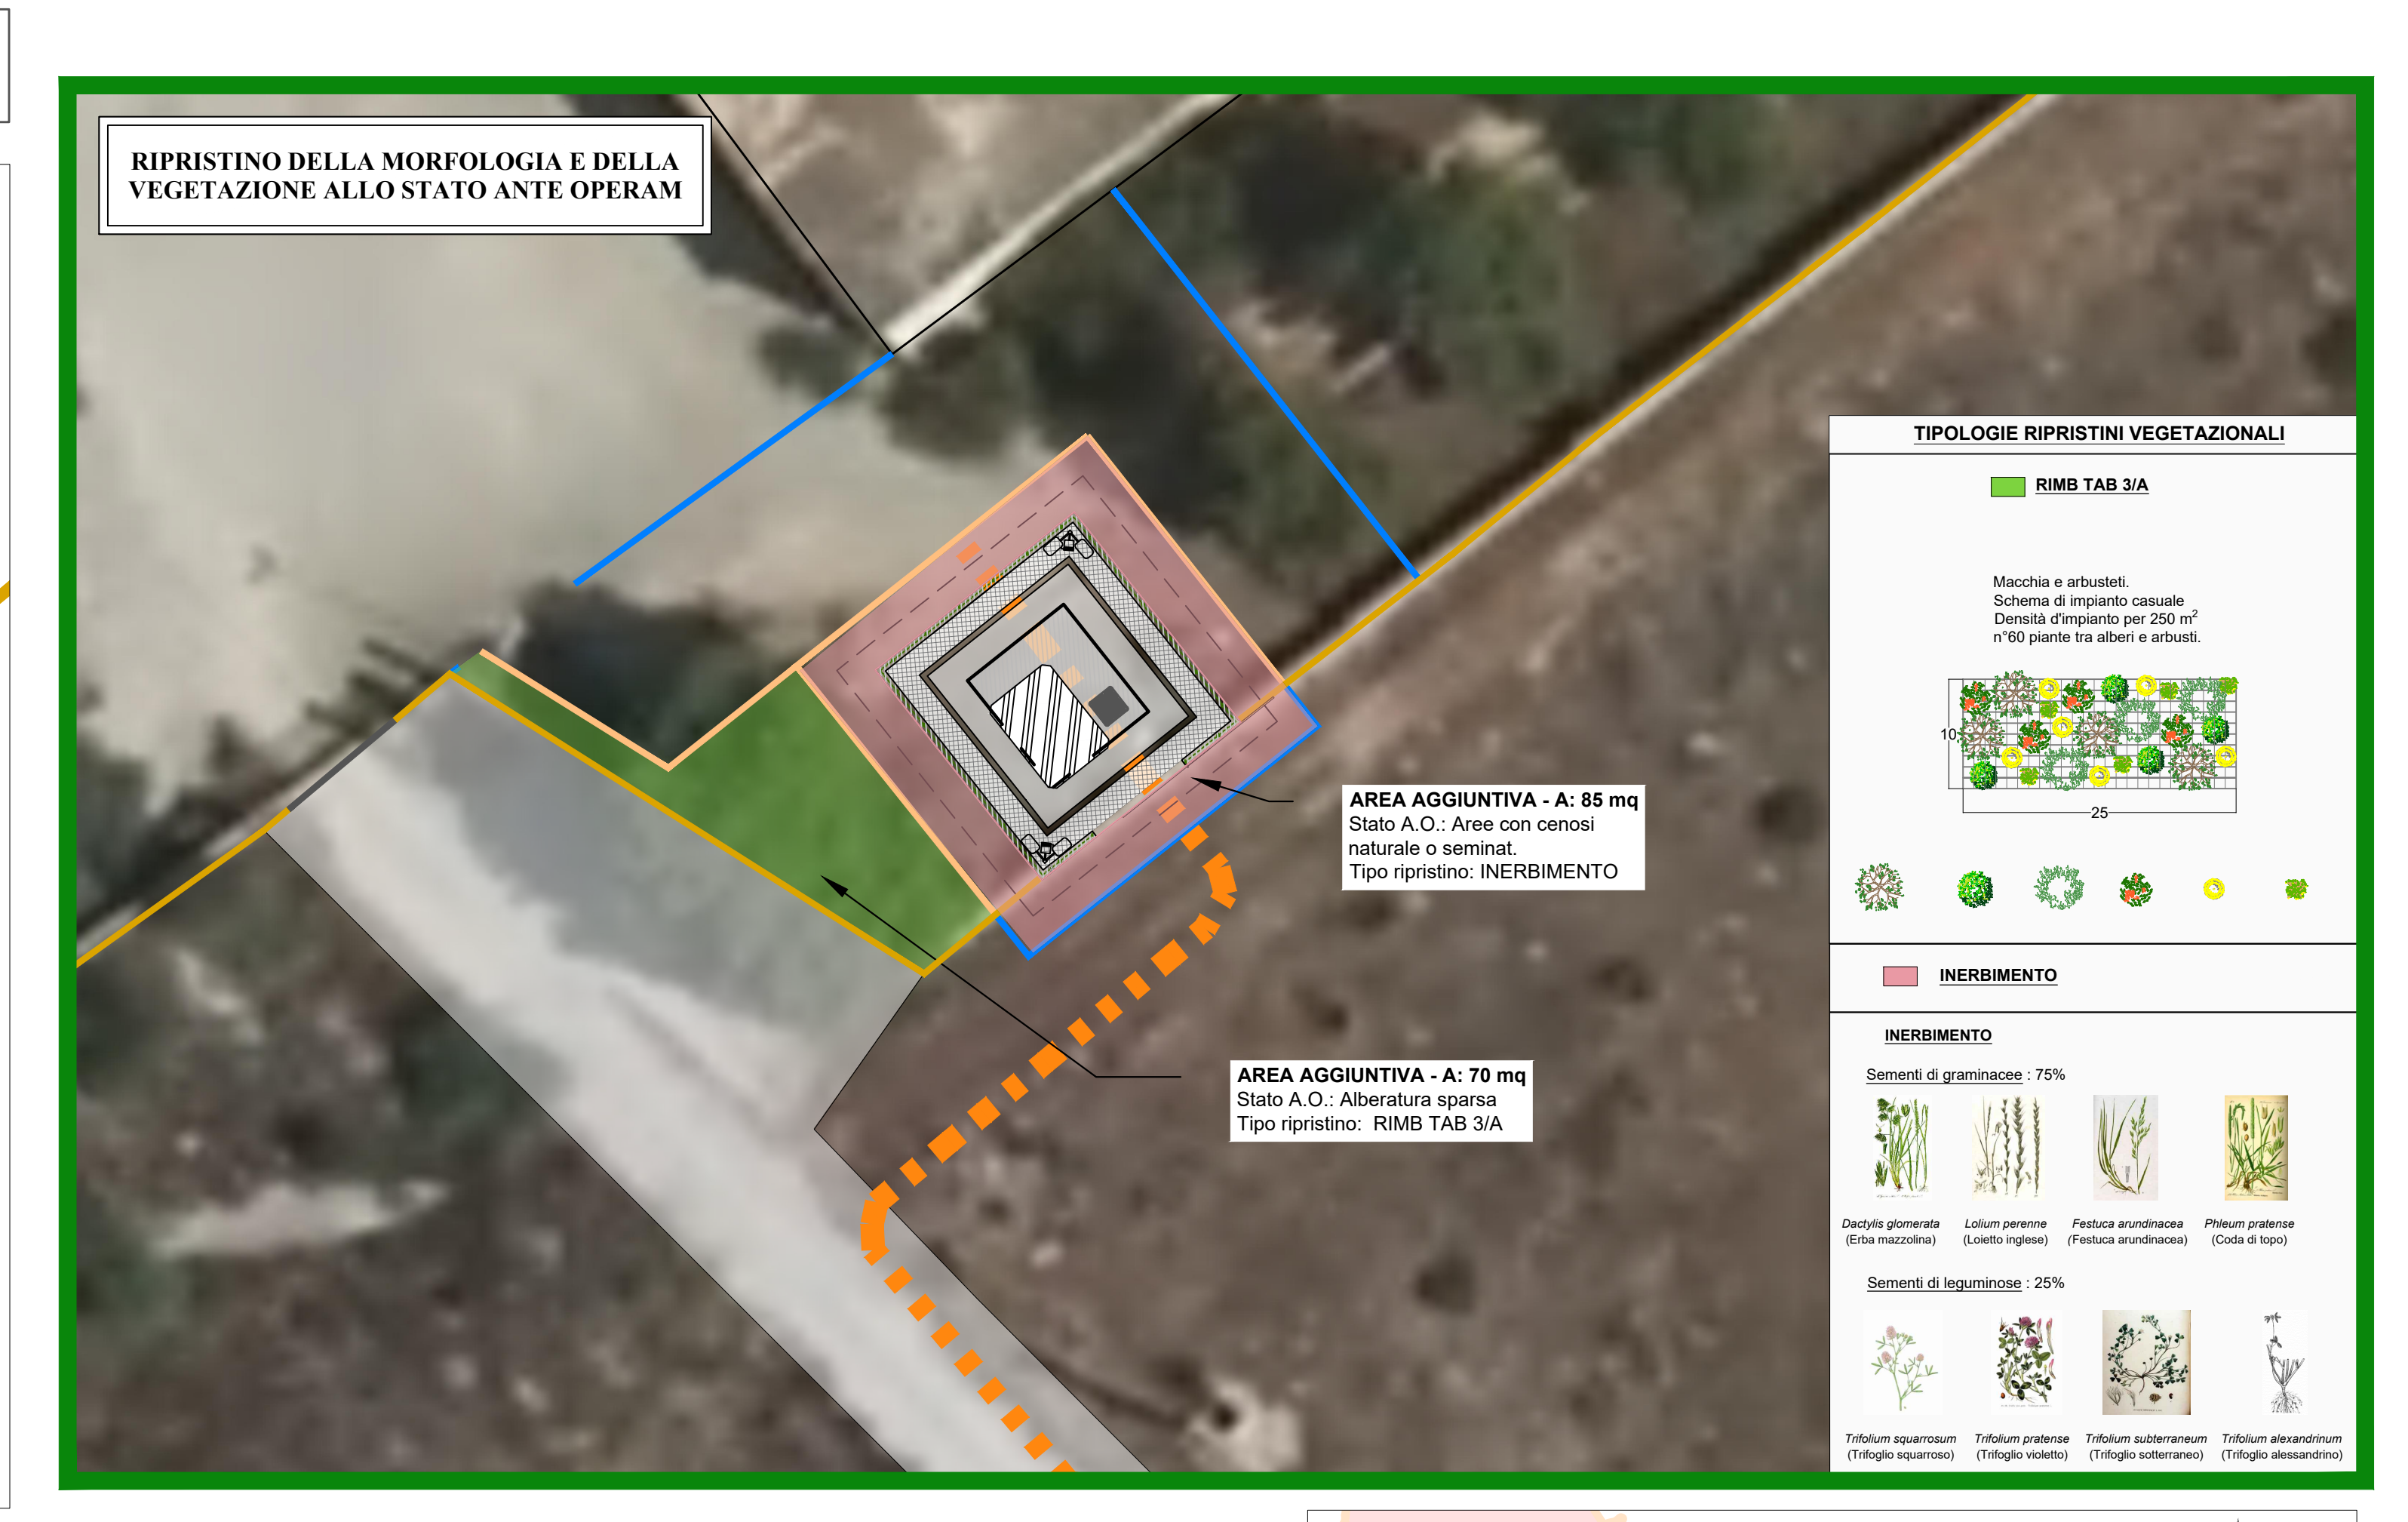 RIPRISTINO DELLA MORFOLOGIA E DELLA
VEGETAZIONE ALLO STATO ANTE OPERAM
TIPOLOGIE RIPRISTINI VEGETAZIONALI
RIMB TAB 3/A
Macchia e arbusteti.
Schema di impianto casuale
Densità d'impianto per 250 m²
n°60 piante tra alberi e arbusti.
10
25
AREA AGGIUNTIVA - A: 85 mq
Stato A.O.: Aree con cenosi
naturale o seminat.
Tipo ripristino: INERBIMENTO
AREA AGGIUNTIVA - A: 70 mq
Stato A.O.: Alberatura sparsa
Tipo ripristino: RIMB TAB 3/A
INERBIMENTO
INERBIMENTO
Sementi di graminacee : 75%
Dactylis glomerata Lolium perenne Festuca arundinacea Phleum pratense
(Erba mazzolina) (Loietto inglese) (Festuca arundinacea) (Coda di topo)
Sementi di leguminose : 25%
Trifolium squarrosum Trifolium pratense Trifolium subterraneum Trifolium alexandrinum
(Trifoglio squarroso) (Trifoglio violetto) (Trifoglio sotterraneo) (Trifoglio alessandrino)